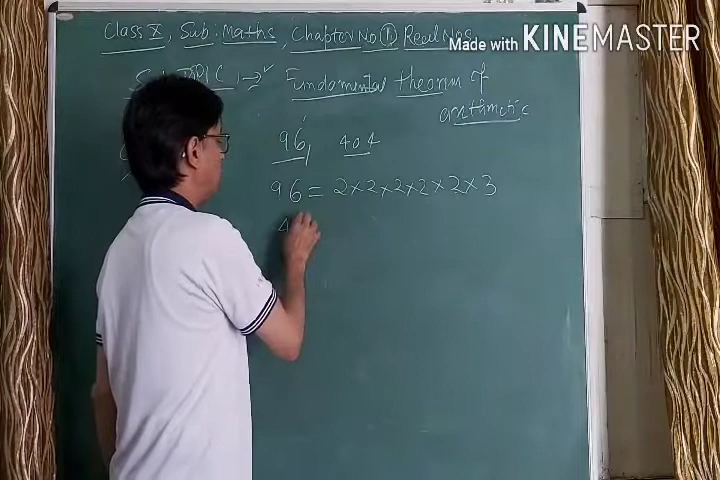 Class X, Sub: Maths, Chapter No ① Real Nos
Made with KINEMASTER
Fundamental theorem of
arithmetic
96, 404
96 = 2×2×2×2×2×3
4